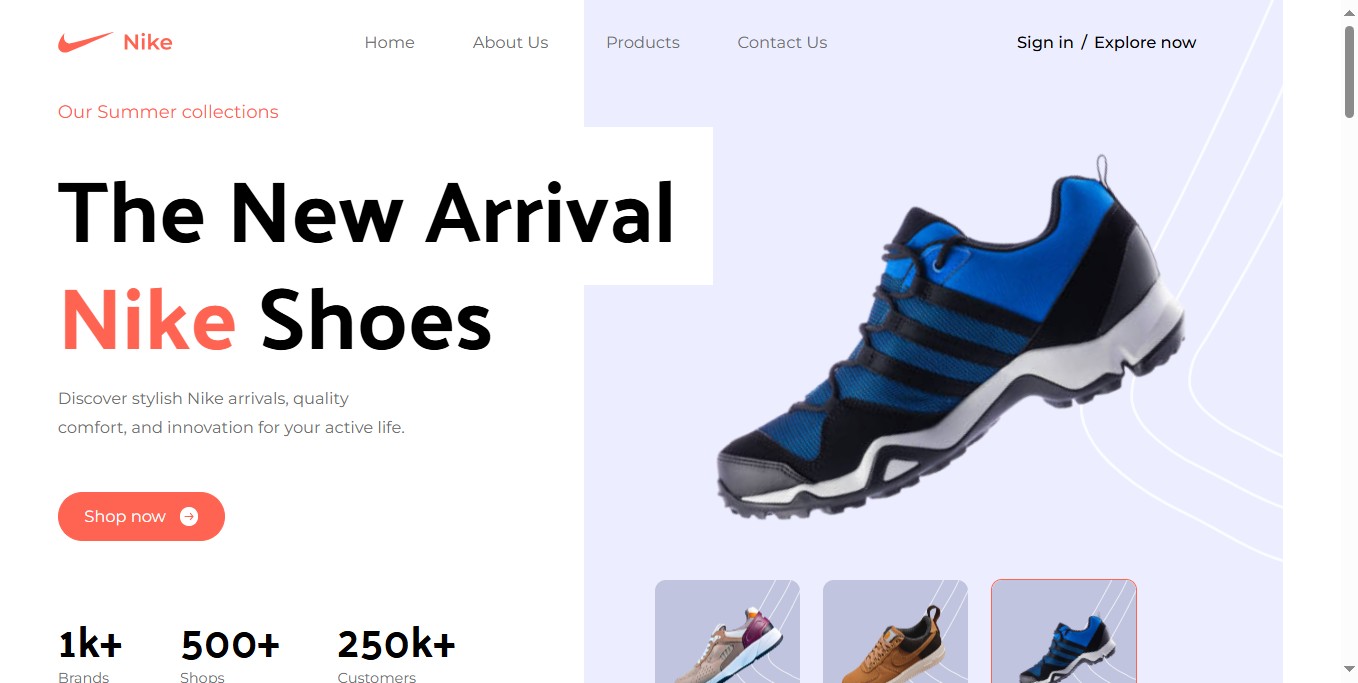 Nike
Home
About Us
Products
Contact Us
Sign in / Explore now
Our Summer collections
The New Arrival
Nike Shoes
Discover stylish Nike arrivals, quality
comfort, and innovation for your active life.
Shop now
1k+
500+
250k+
Brands
Shops
Customers